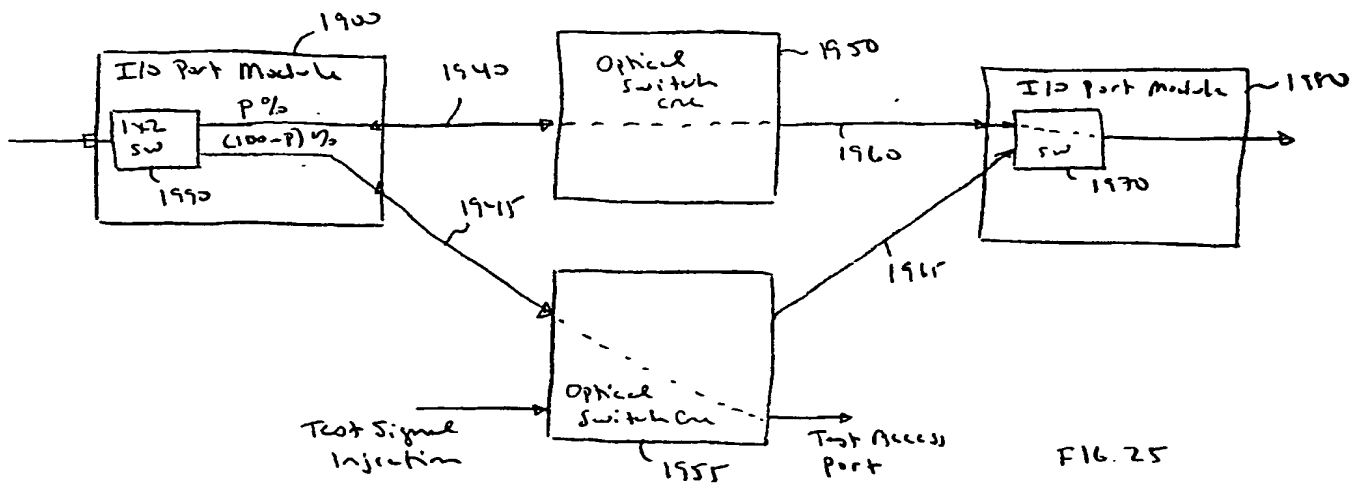 1900
I/O Port Module
P%
(100-P)%
1x2
SW
1990
1940
1945
Optical
Switch
Core
1950
1960
1965
I/O Port Module
1980
SW
1970
Optical
Switch Core
1955
Test Signal
Injection
Test Access
Port
FIG. 25